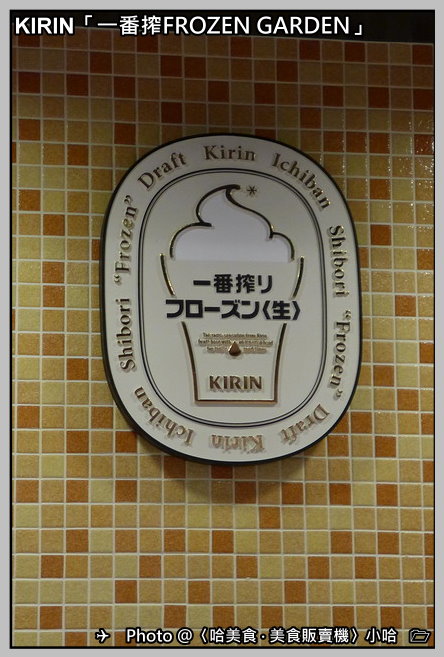 KIRIN「一番搾FROZEN GARDEN」
Draft Kirin Ichiban Shibori "Frozen" Draft Kirin Ichiban Shibori "Frozen"
一番搾り
フローズン〈生〉
KIRIN
Photo @〈哈美食・美食販賣機〉小哈